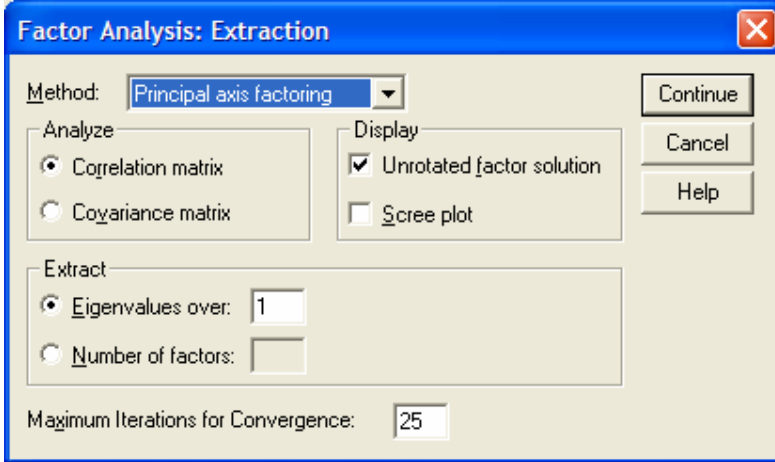 Factor Analysis: Extraction
Method: Principal axis factoring
Continue
Analyze
Display
Cancel
Correlation matrix
Unrotated factor solution
Help
Covariance matrix
Scree plot
Extract
Eigenvalues over: 1
Number of factors:
Maximum Iterations for Convergence: 25